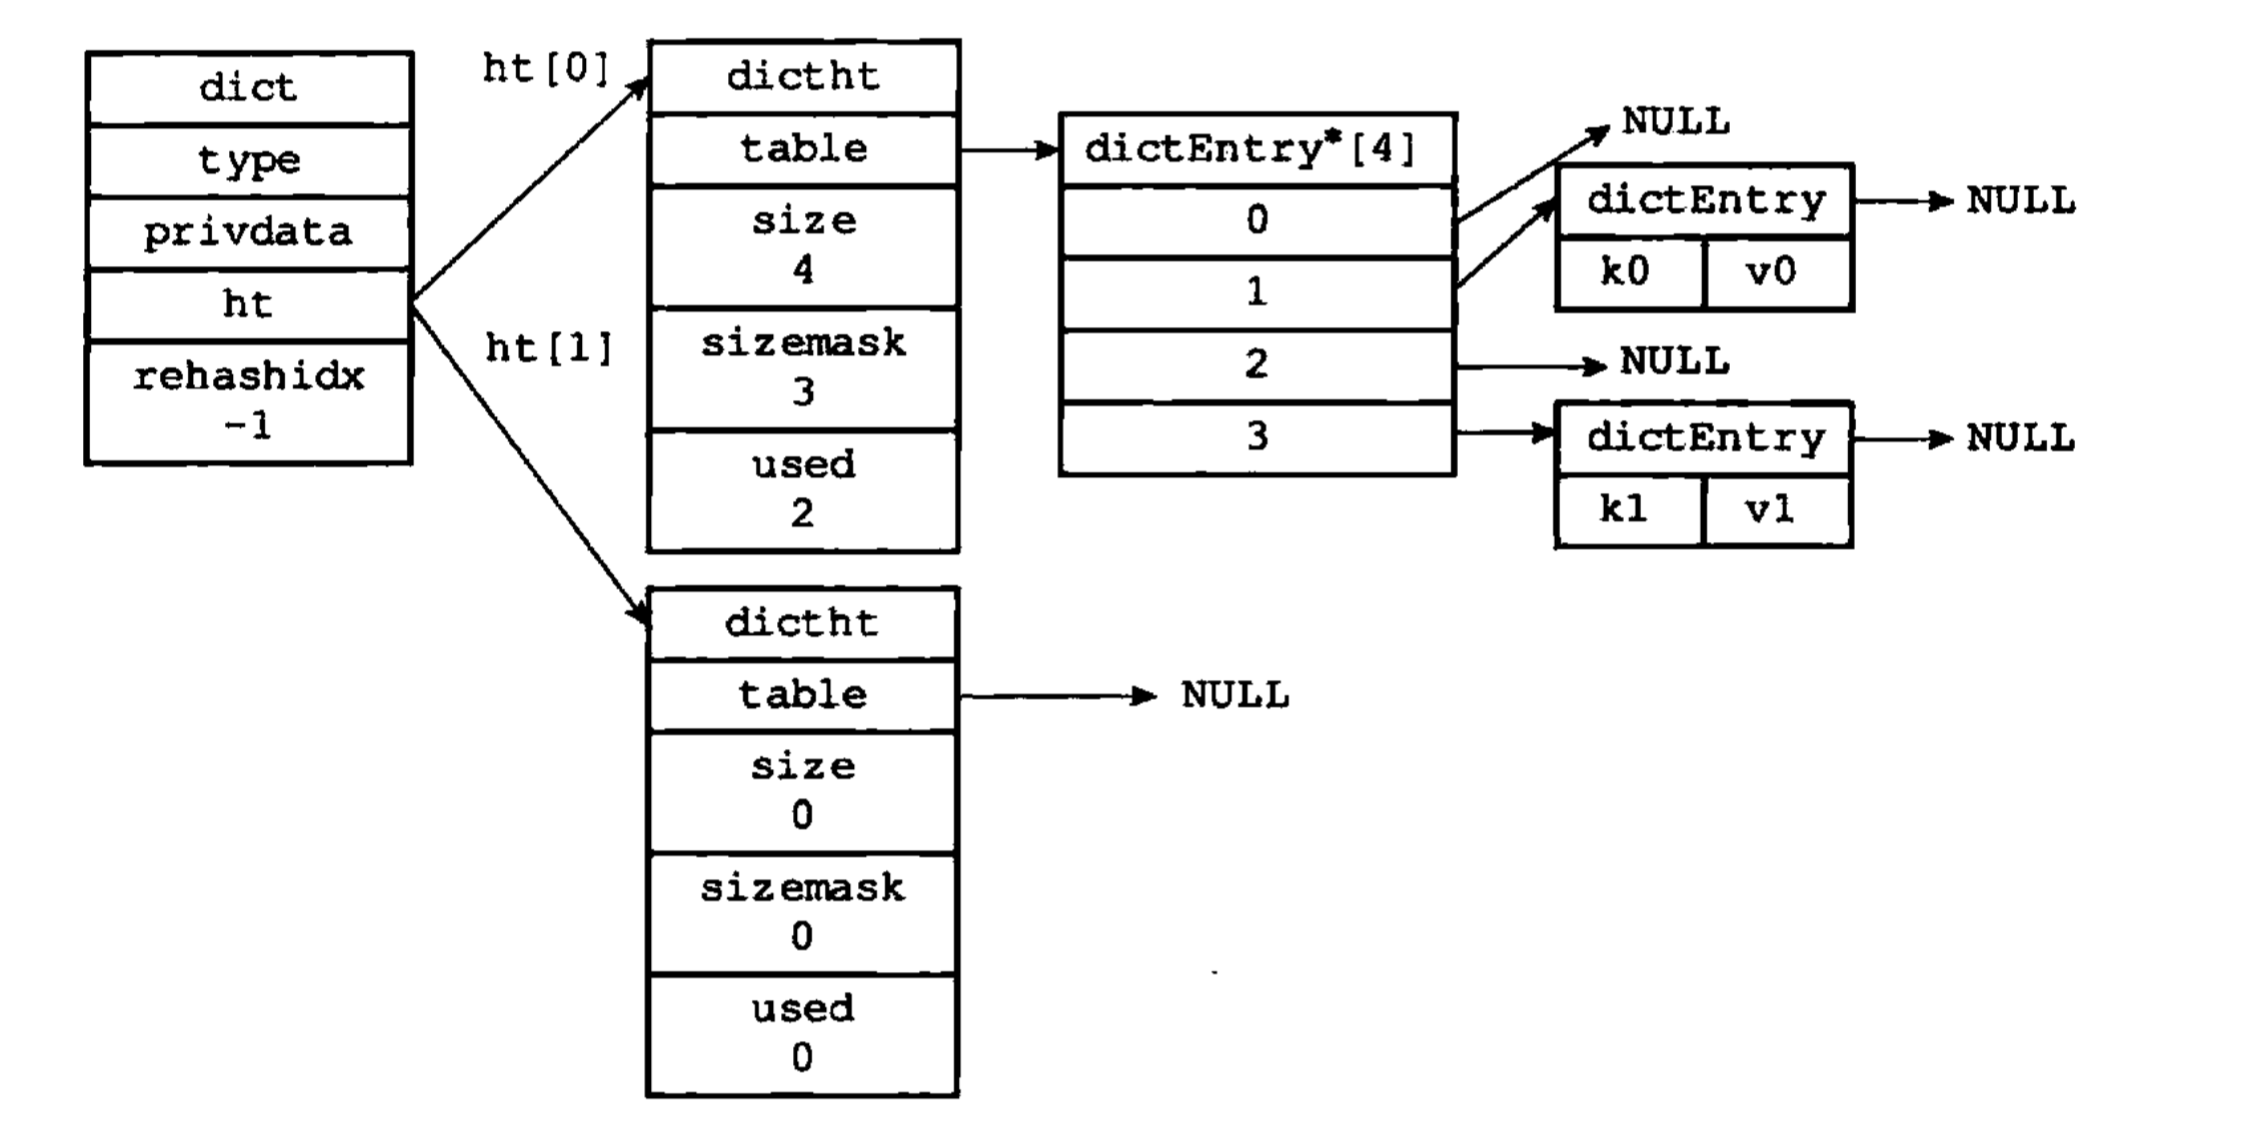 dict
type
privdata
ht
rehashidx
-1
ht[0]
ht[1]
dictht
table
size
4
sizemask
3
used
2
dictEntry*[4]
0
1
2
3
NULL
dictEntry
k0 v0
NULL
NULL
dictEntry
k1 v1
NULL
dictht
table
size
0
sizemask
0
used
0
NULL